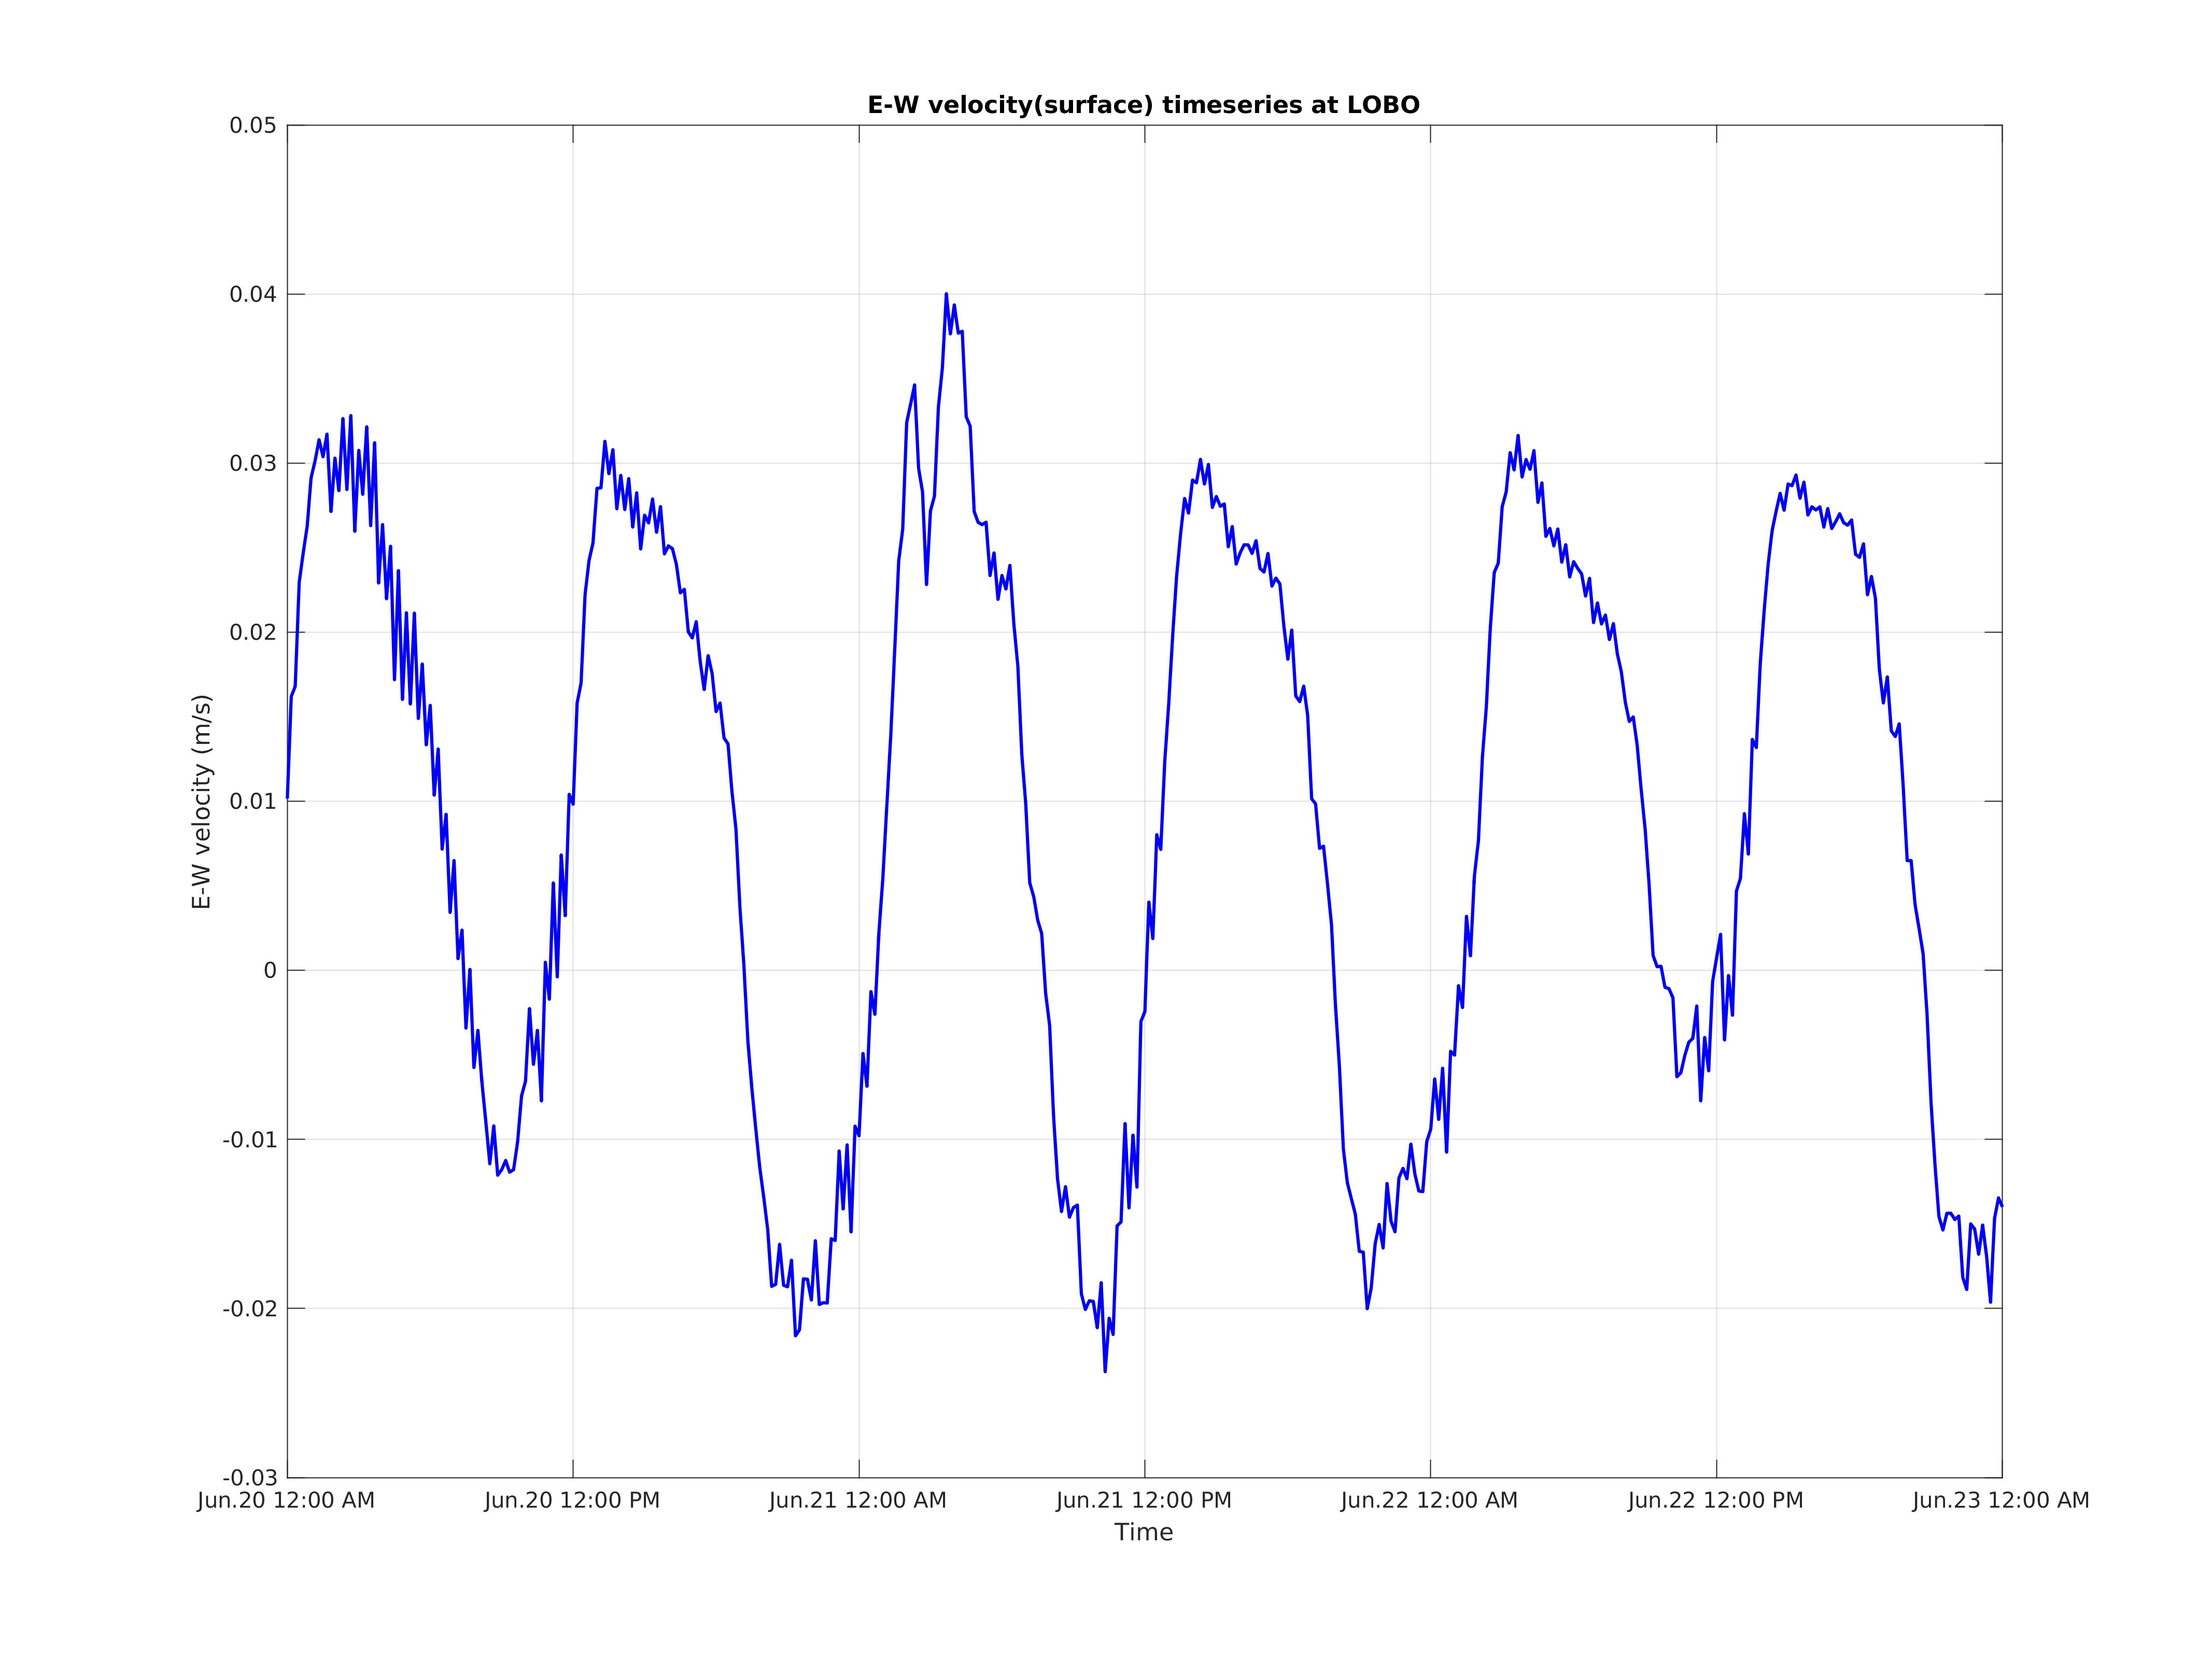 E-W velocity(surface) timeseries at LOBO
0.05
0.04
0.03
0.02
0.01
0
-0.01
-0.02
-0.03
E-W velocity (m/s)
Jun.20 12:00 AM
Jun.20 12:00 PM
Jun.21 12:00 AM
Jun.21 12:00 PM
Jun.22 12:00 AM
Jun.22 12:00 PM
Jun.23 12:00 AM
Time